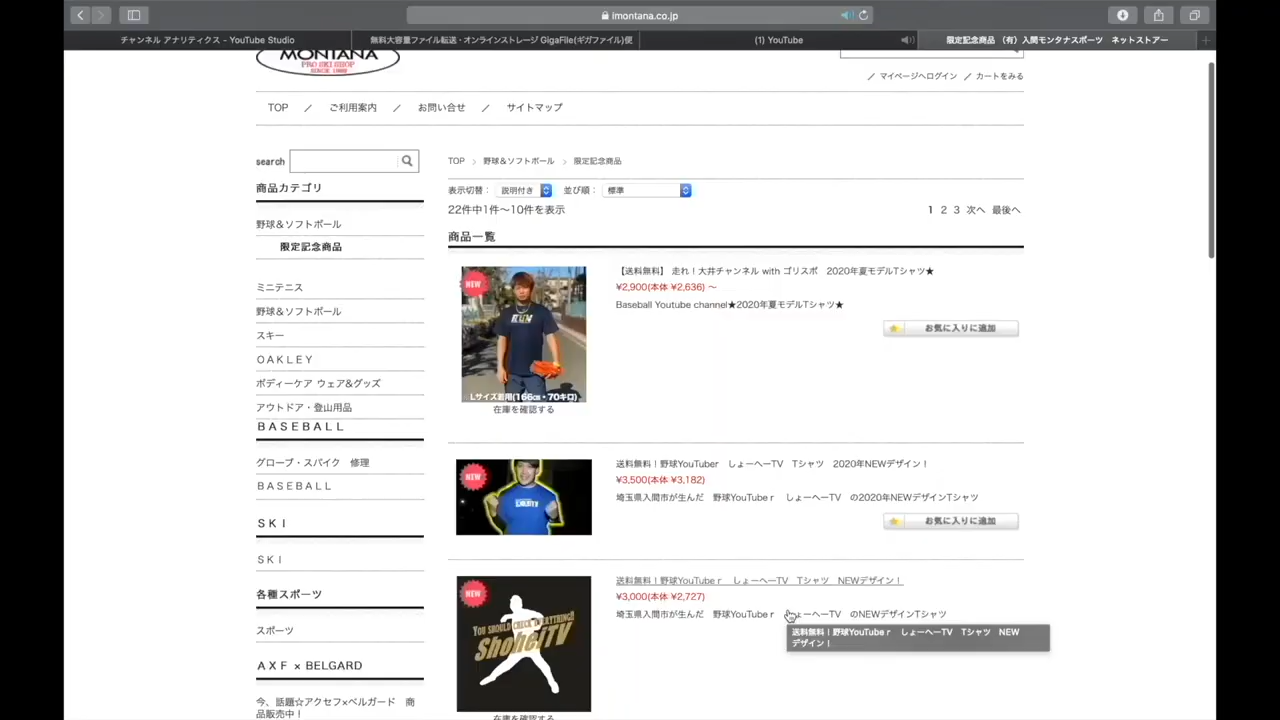 imontana.co.jp
チャンネル アナリティクス - YouTube Studio
無料大容量ファイル転送・オンラインストレージ GigaFile(ギガファイル)便
(1) YouTube
限定記念商品 （有）入間モンタナスポーツ ネットストアー
MONTANA
PRO SKI SHOP
SINCE 1982
／ マイページへログイン ／ カートをみる
TOP ／ ご利用案内 ／ お問い合せ ／ サイトマップ
search
商品カテゴリ
野球＆ソフトボール
限定記念商品
ミニテニス
野球＆ソフトボール
スキー
ＯＡＫＬＥＹ
ボディーケア ウェア&グッズ
アウトドア・登山用品
ＢＡＳＥＢＡＬＬ
グローブ・スパイク 修理
ＢＡＳＥＢＡＬＬ
ＳＫＩ
ＳＫＩ
各種スポーツ
スポーツ
ＡＸＦ × BELGARD
今、話題☆アクセフ×ベルガード 商
品販売中！
TOP > 野球＆ソフトボール > 限定記念商品
表示切替： 説明付き 並び順： 標準
22件中1件～10件を表示
1 2 3 次へ 最後へ
商品一覧
NEW
RUN
Lサイズ着用(166㎝・70キロ)
在庫を確認する
【送料無料】 走れ！大井チャンネル with ゴリスポ 2020年夏モデルTシャツ★
¥2,900(本体 ¥2,636) ～
Baseball Youtube channel★2020年夏モデルTシャツ★
お気に入りに追加
NEW
SHOHEITV
送料無料！野球YouTuber しょーへーTV Tシャツ 2020年NEWデザイン！
¥3,500(本体 ¥3,182)
埼玉県入間市が生んだ 野球YouTubeｒ しょーへーTV の2020年NEWデザインTシャツ
お気に入りに追加
NEW
YOU SHOULD CHECK EVERYTHING!!
ShoheiTV
在庫を確認する
送料無料！野球YouTubeｒ しょーへーTV Tシャツ NEWデザイン！
¥3,000(本体 ¥2,727)
埼玉県入間市が生んだ 野球YouTubeｒ しょーへーTV のNEWデザインTシャツ
送料無料！野球YouTubeｒ しょーへーTV Tシャツ NEW
デザイン！